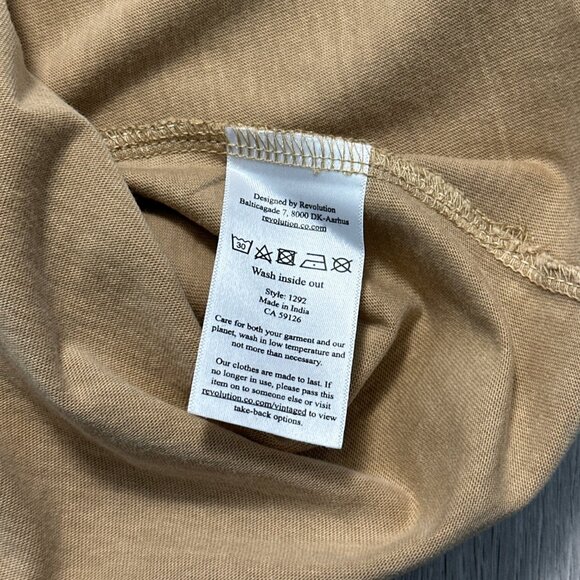 Designed by Revolution
Balticagade 7, 8000 DK-Aarhus
revolution.co.com
30
Wash inside out
Style: 1292
Made in India
CA 59126
Care for both your garment and our
planet, wash in low temperature and
not more than necessary.
Our clothes are made to last. If
no longer in use, please pass this
item on to someone else or visit
revolution.co.com/vintaged to view
take-back options.